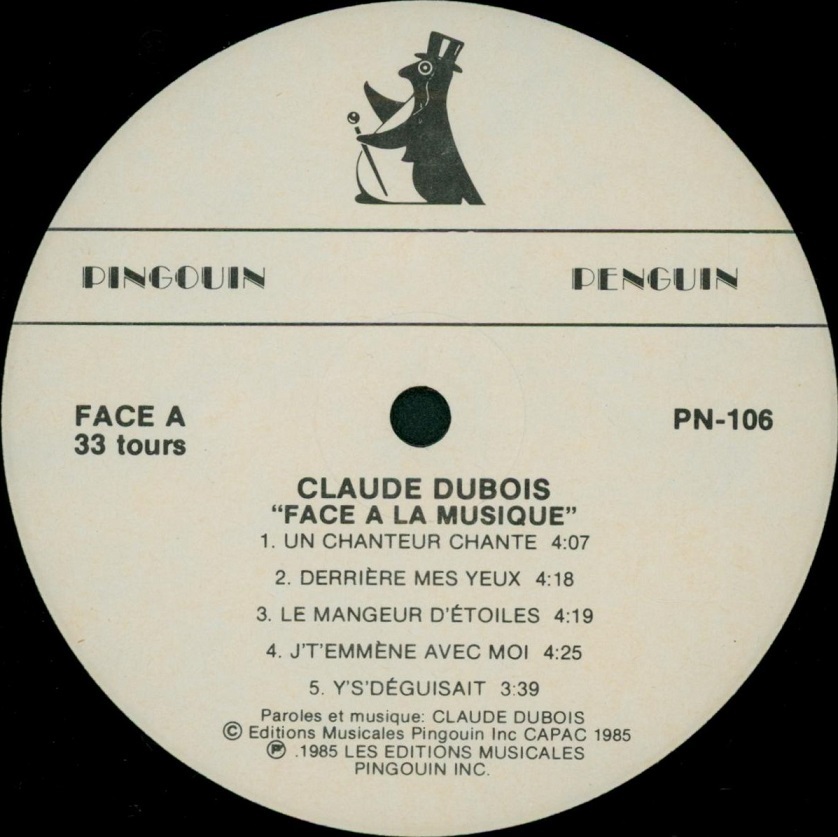 PINGOUIN PENGUIN
FACE A
33 tours
PN-106
CLAUDE DUBOIS
"FACE A LA MUSIQUE"
1. UN CHANTEUR CHANTE 4:07
2. DERRIÈRE MES YEUX 4:18
3. LE MANGEUR D'ÉTOILES 4:19
4. J'T'EMMÈNE AVEC MOI 4:25
5. Y'S'DÉGUISAIT 3:39
Paroles et musique: CLAUDE DUBOIS
© Editions Musicales Pingouin Inc CAPAC 1985
℗ .1985 LES EDITIONS MUSICALES
PINGOUIN INC.